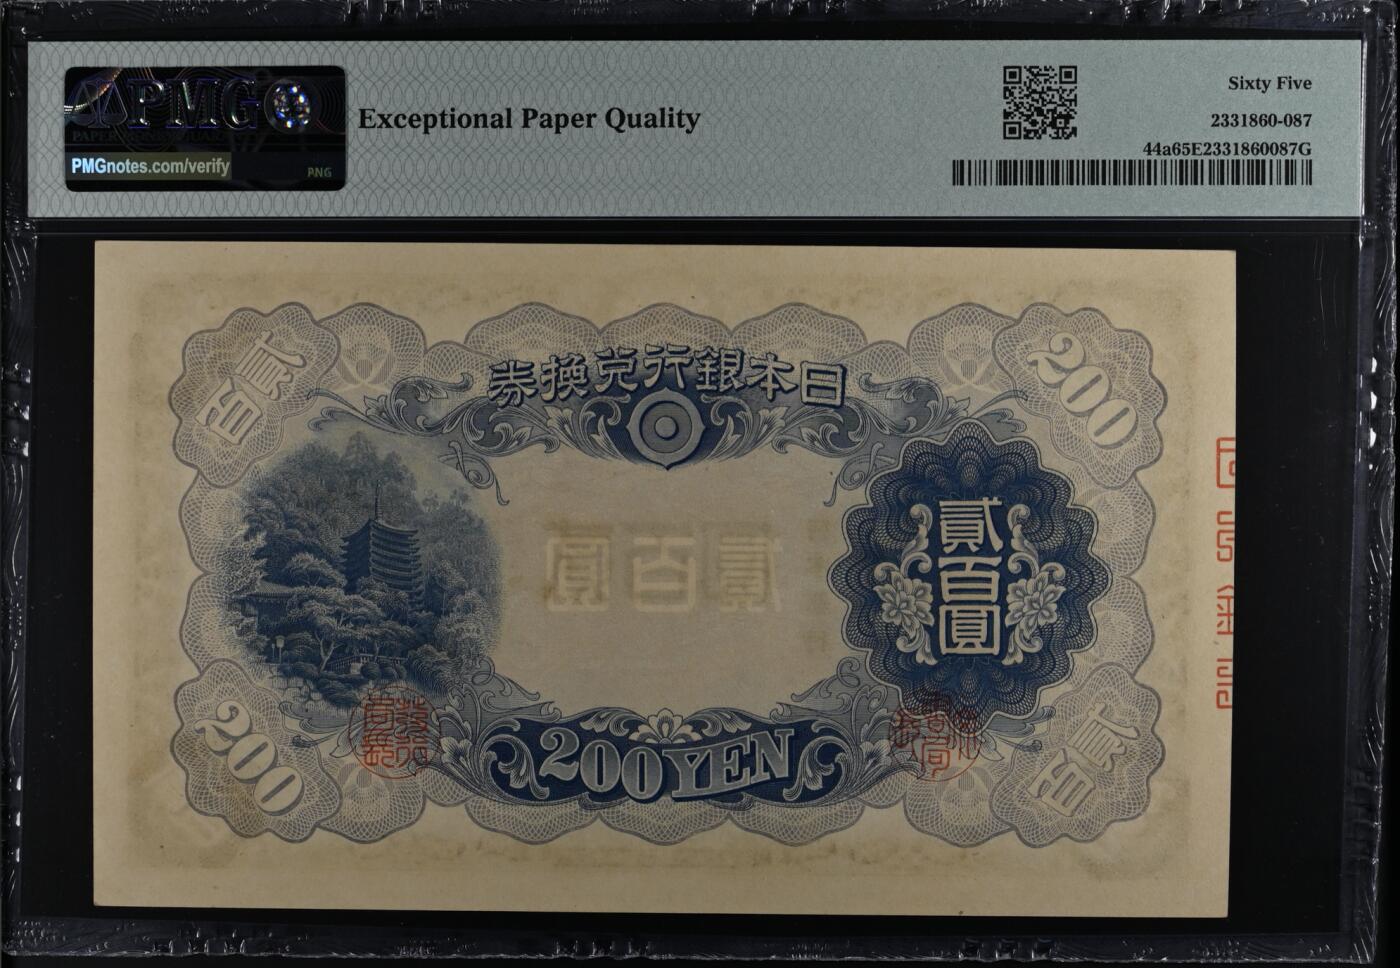 PMG
PMGnotes.com/verify
PMG
Exceptional Paper Quality
Sixty Five
2331860-087
44a65E2331860087G
券換兌行銀本日
貳百
200
貳百圓
貳百圓
200
200YEN
貳百